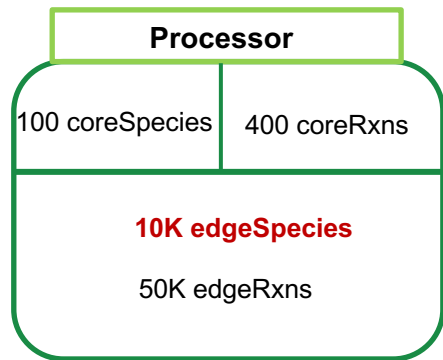 Processor
100 coreSpecies
400 coreRxns
10K edgeSpecies
50K edgeRxns